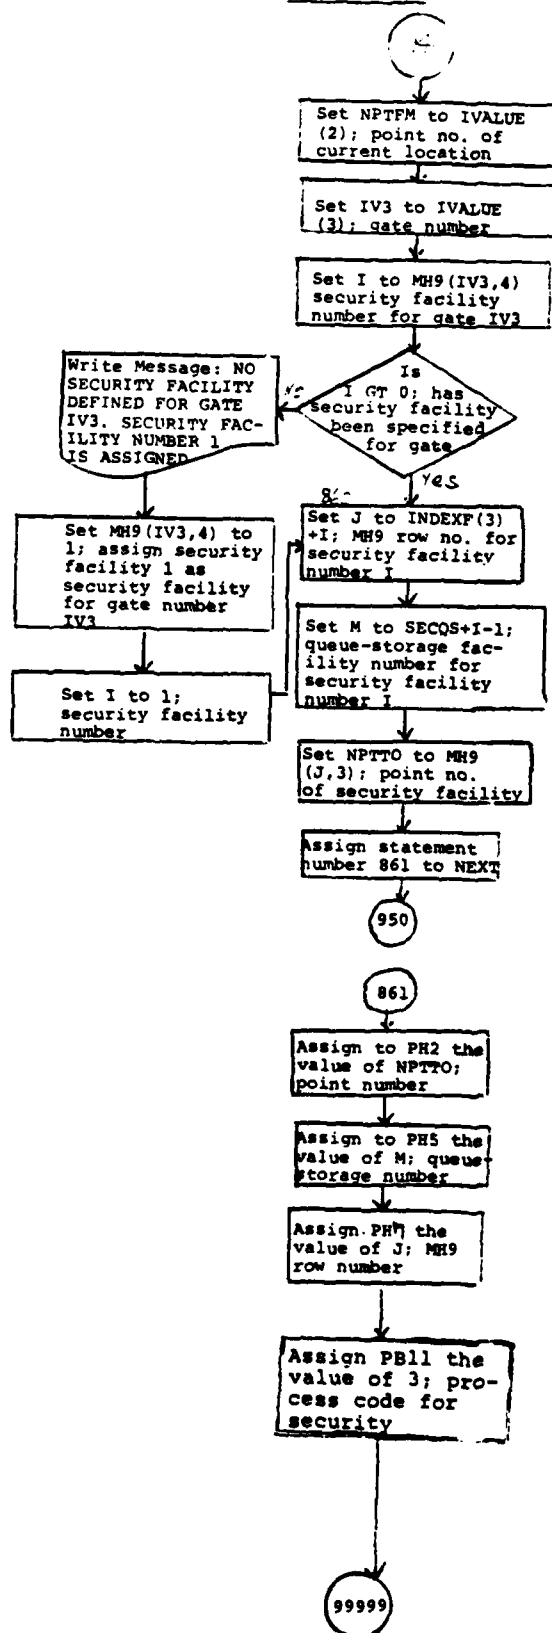 Set NPTFM to IVALUE
(2); point no. of
current location
Set IV3 to IVALUE
(3); gate number
Set I to MH9(IV3,4)
security facility
number for gate IV3
Is
I GT 0; has
security facility
been specified
for gate
No
Write Message: NO
SECURITY FACILITY
DEFINED FOR GATE
IV3. SECURITY FAC-
ILITY NUMBER 1
IS ASSIGNED
Set MH9(IV3,4) to
1; assign security
facility 1 as
security facility
for gate number
IV3
Set I to 1;
security facility
number
Yes
Set J to INDEXF(3)
+I; MH9 row no. for
security facility
number I
Set M to SECQS+I-1;
queue-storage fac-
ility number for
security facility
number I
Set NPTTO to MH9
(J,3); point no.
of security facility
Assign statement
number 861 to NEXT
950
861
Assign to PH2 the
value of NPTTO;
point number
Assign to PH5 the
value of M; queue-
storage number
Assign the
value of J; MH9
row number
Assign PB11 the
value of 3; pro-
cess code for
security
99999